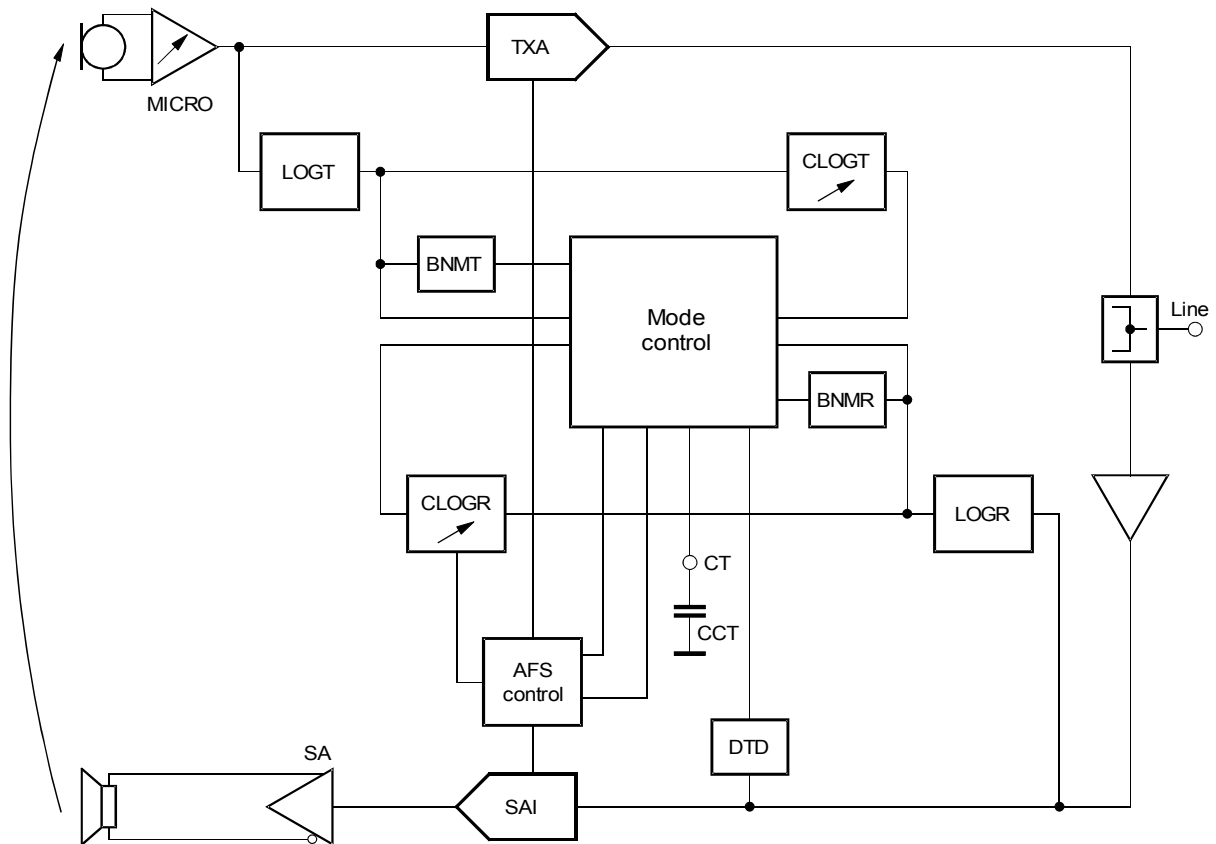 TXA
MICRO
LOGT
CLOGT
BNMT
Mode
control
Line
BNMR
CLOGR
LOGR
CT
CCT
AFS
control
DTD
SA
SAI